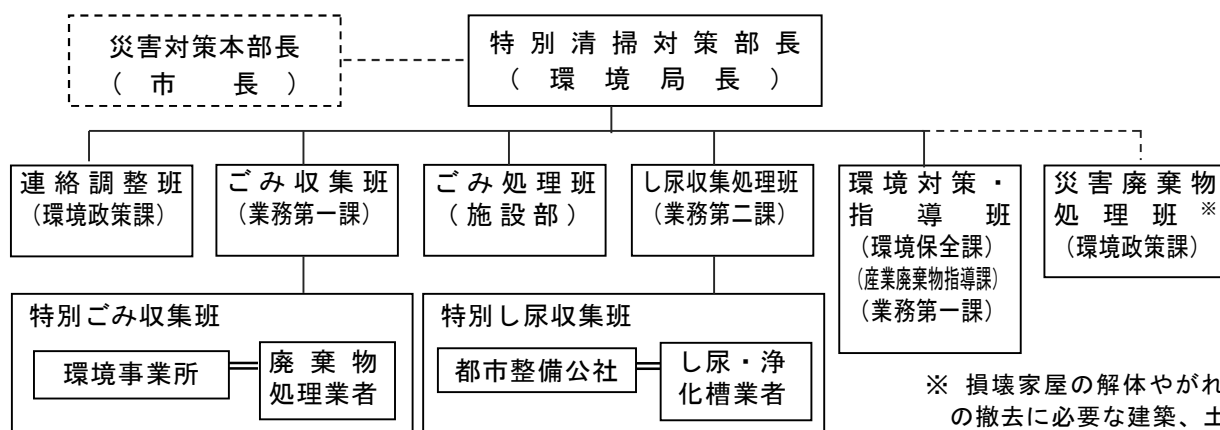 災害対策本部長
（市長）
特別清掃対策部長
（環境局長）
連絡調整班
（環境政策課）
ごみ収集班
（業務第一課）
ごみ処理班
（施設部）
し尿収集処理班
（業務第二課）
環境対策・
指導班
（環境保全課）
（産業廃棄物指導課）
（業務第一課）
災害廃棄物
処理班※
（環境政策課）
特別ごみ収集班
環境事業所
廃棄物
処理業者
特別し尿収集班
都市整備公社
し尿・浄
化槽業者
※ 損壊家屋の解体やがれ
の撤去に必要な建築、土